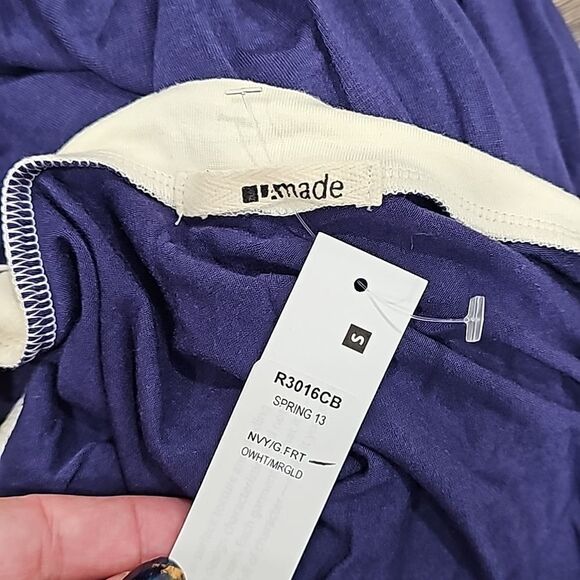 made
S
R3016CB
SPRING 13
NVY/G.FRT
OWHT/MRGLD